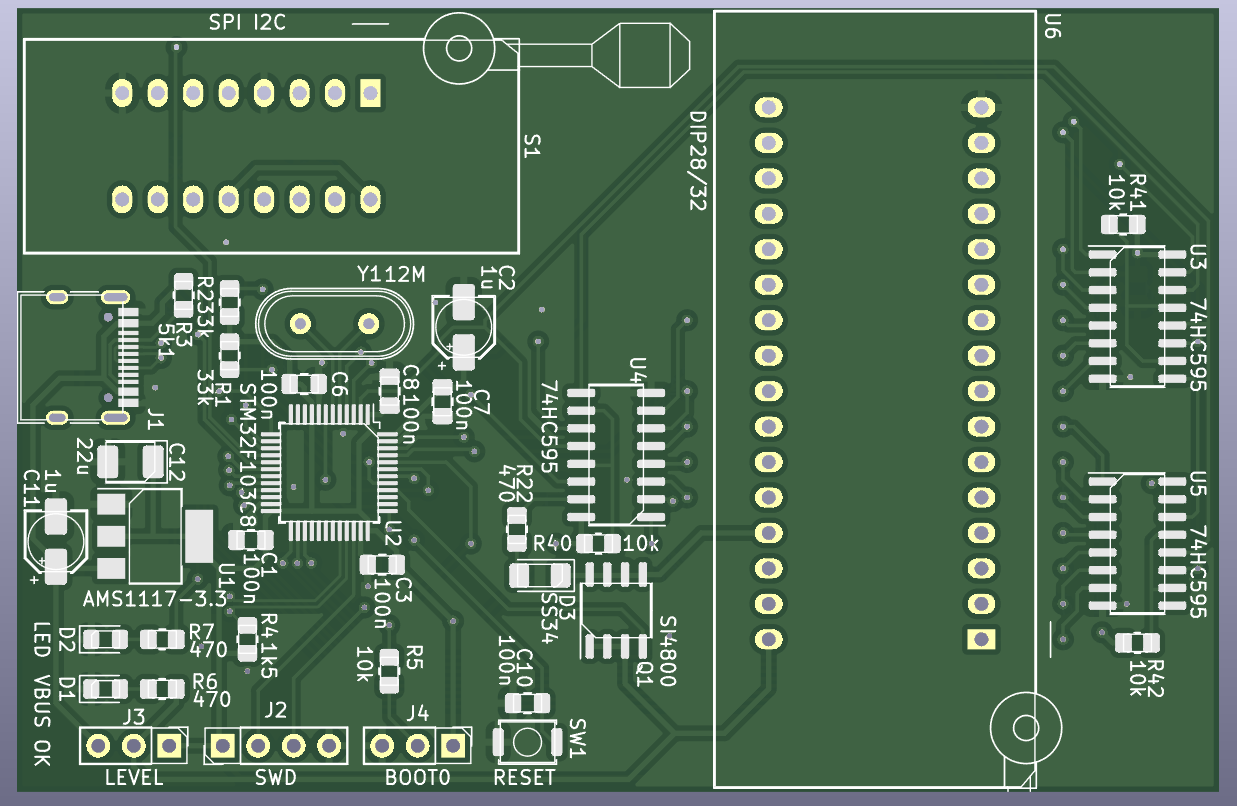 SPI I2C
U6
S1
DIP28/32
R41
10k
Y112M
C2
1u
U3
74HC595
R2
33k
R3
5k1
R1
33k
100n
C6
C8
100n
C7
100n
U4
74HC595
J1
STM32F103C8
22u
C12
C11
1u
R22
470
U5
74HC595
U2
R40
10k
C1
100n
U1
AMS1117-3.3
C3
100n
D3
SS34
SI4800
Q1
R4
1k5
LED
D2
R7
470
R5
10k
C10
100n
R42
10k
VBUS OK
D1
R6
470
J3
J2
J4
SW1
LEVEL
SWD
BOOT0
RESET